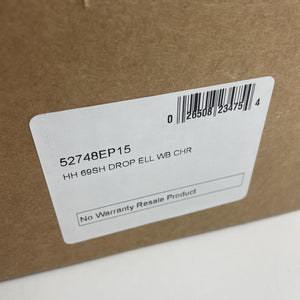 0 26508 23475 4
52748EP15
HH 69SH DROP ELL WB CHR
No Warranty Resale Product